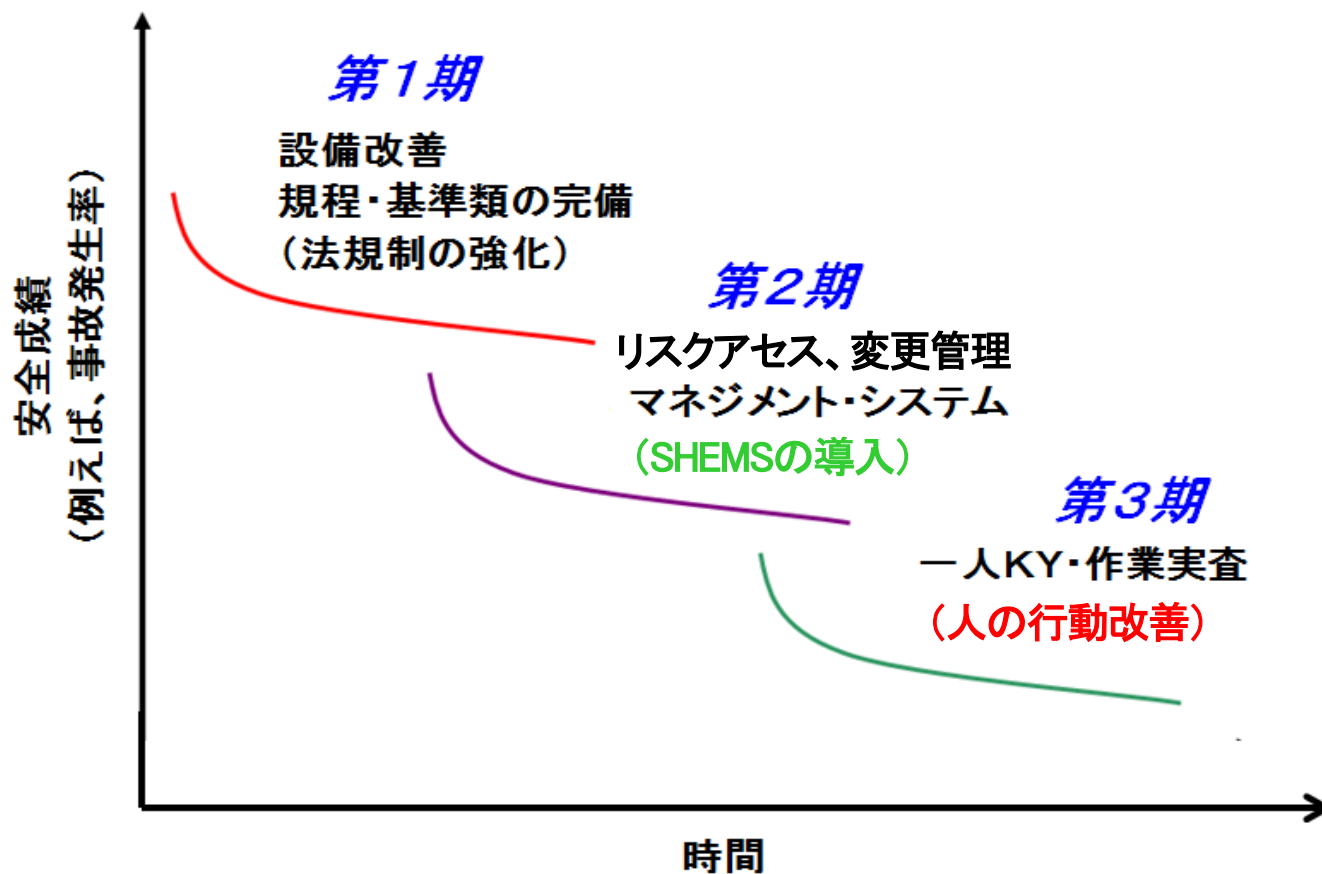 第1期
設備改善
規程・基準類の完備
(法規制の強化)
第2期
リスクアセス、変更管理
マネジメント・システム
(SHEMSの導入)
第3期
一人KY・作業実査
(人の行動改善)
安全成績
(例えば、事故発生率)
時間